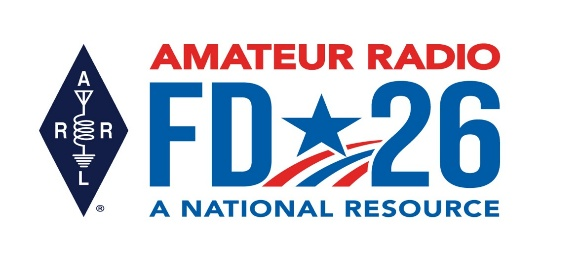 A
R R
L
®
AMATEUR RADIO
FD★26
A NATIONAL RESOURCE